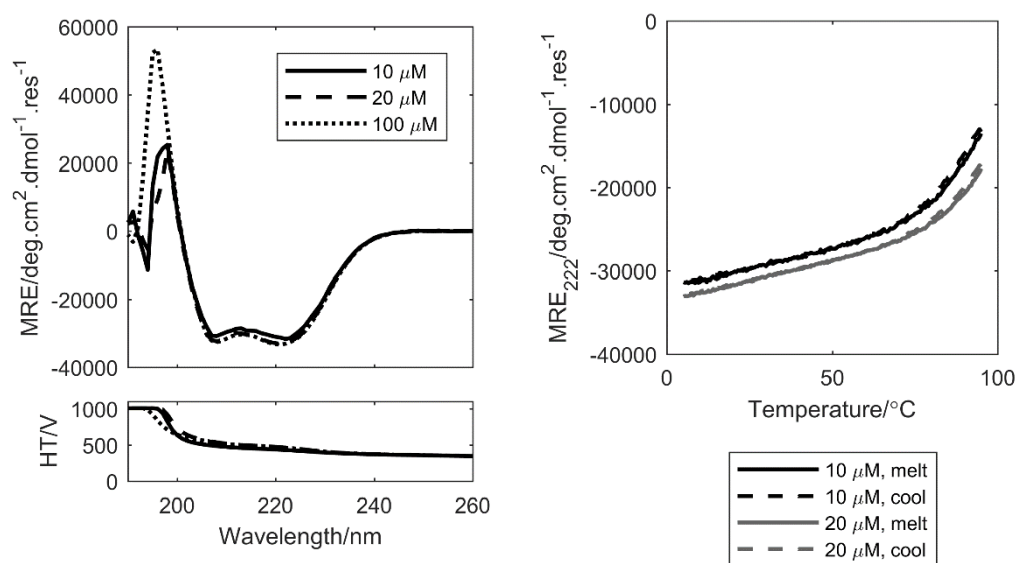 60000
40000
20000
0
-20000
-40000
MRE/deg.cm².dmol⁻¹.res⁻¹
10 μM
20 μM
100 μM
1000
500
0
HT/V
200 220 240 260
Wavelength/nm
0
-10000
-20000
-30000
-40000
MRE₂₂₂/deg.cm².dmol⁻¹.res⁻¹
0 50 100
Temperature/°C
10 μM, melt
10 μM, cool
20 μM, melt
20 μM, cool